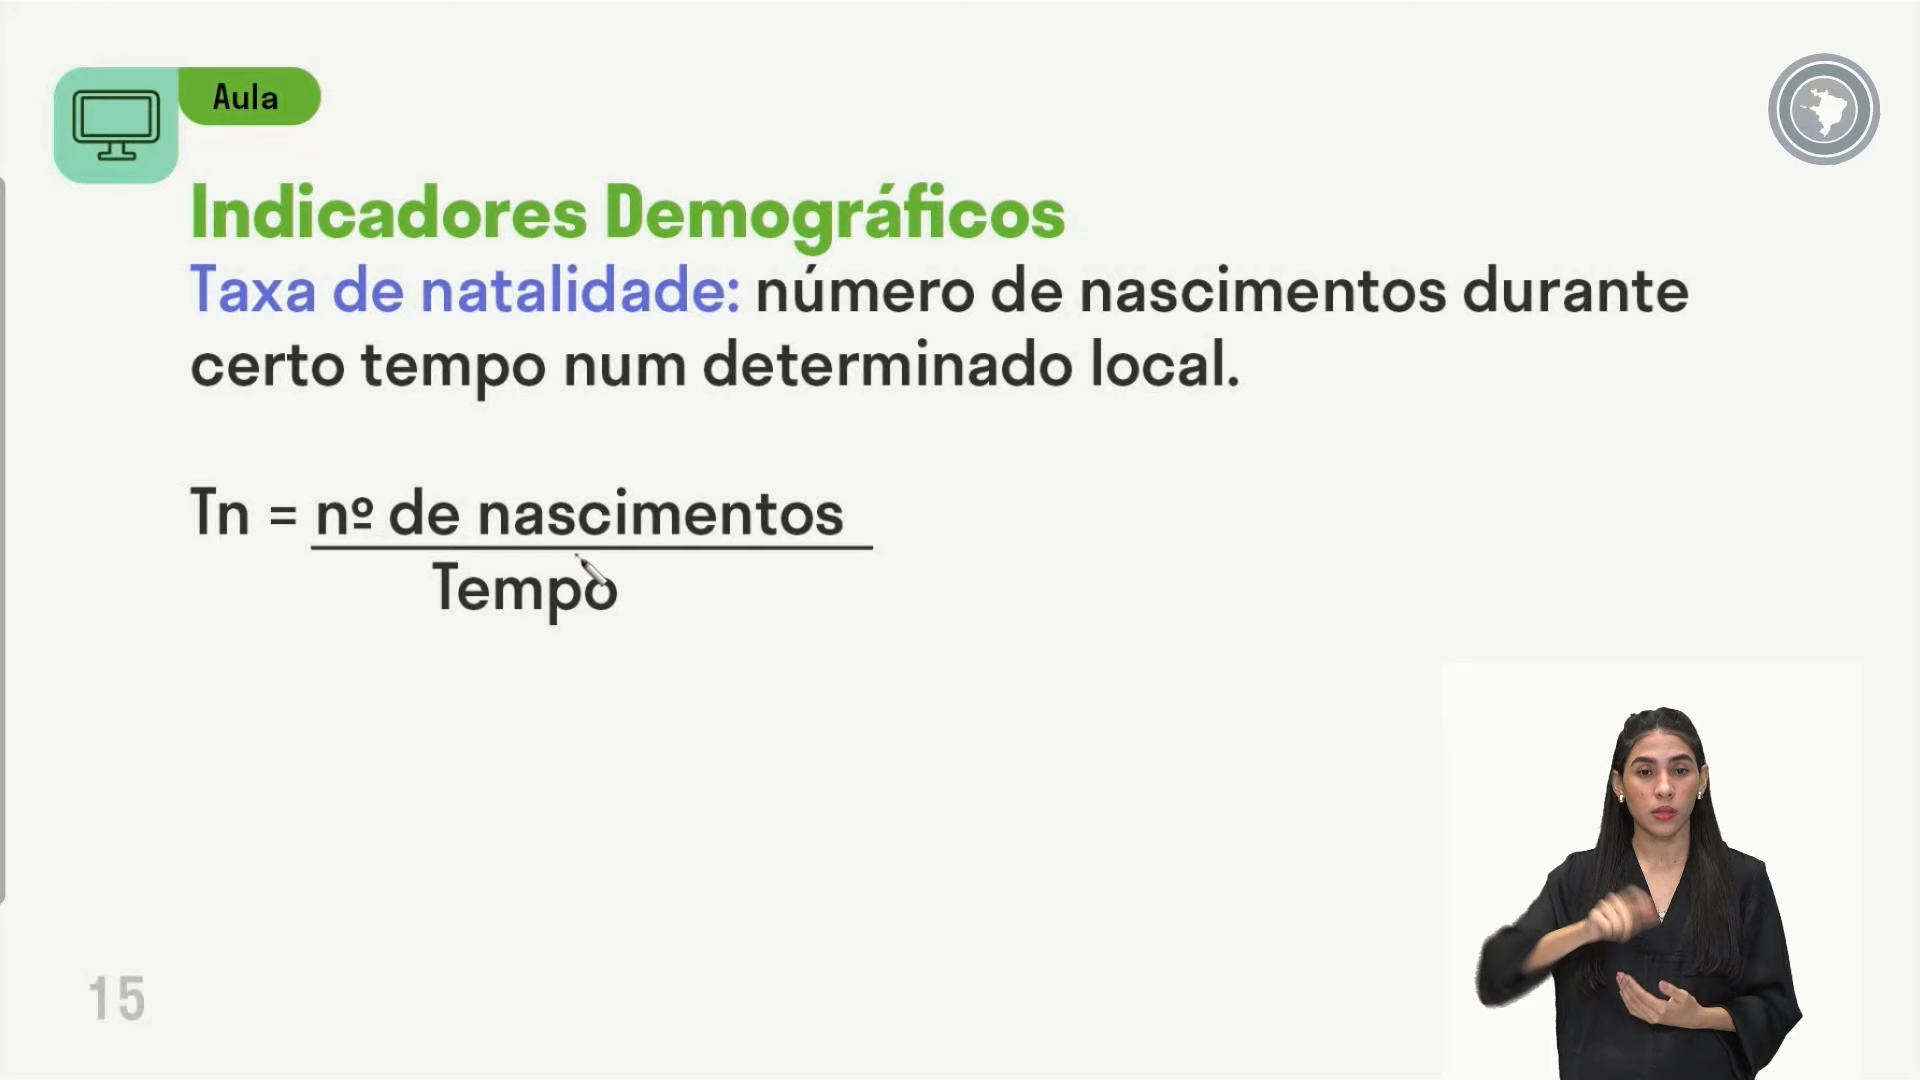 Aula
Indicadores Demográficos
Taxa de natalidade: número de nascimentos durante
certo tempo num determinado local.
Tn = nº de nascimentos
Tempo
15